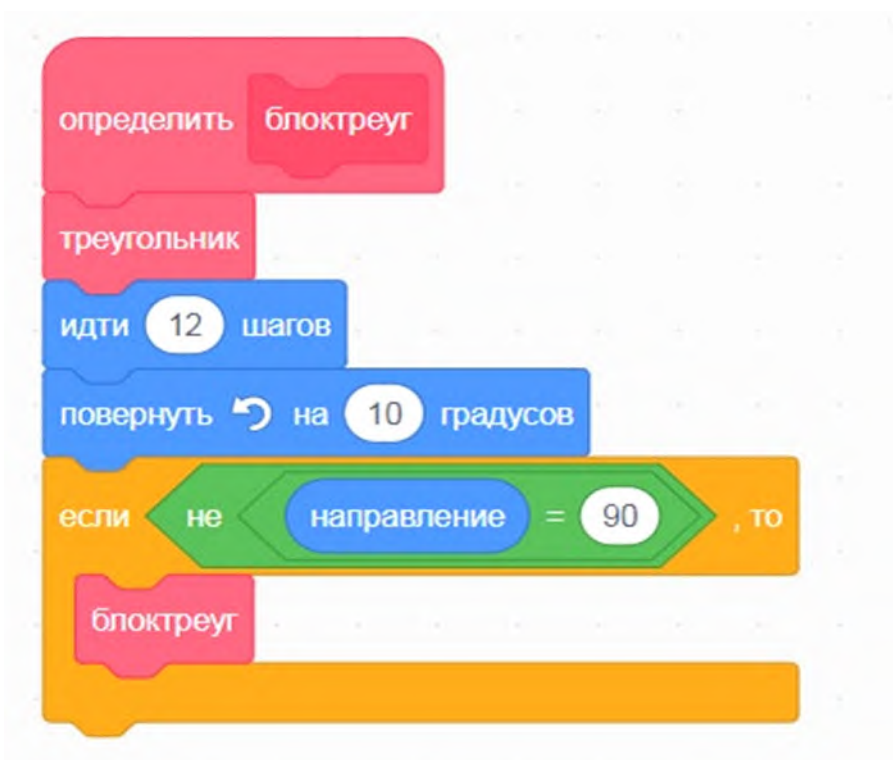 определить блоктреуг
треугольник
идти 12 шагов
повернуть на 10 градусов
если не направление = 90 , то
блоктреуг